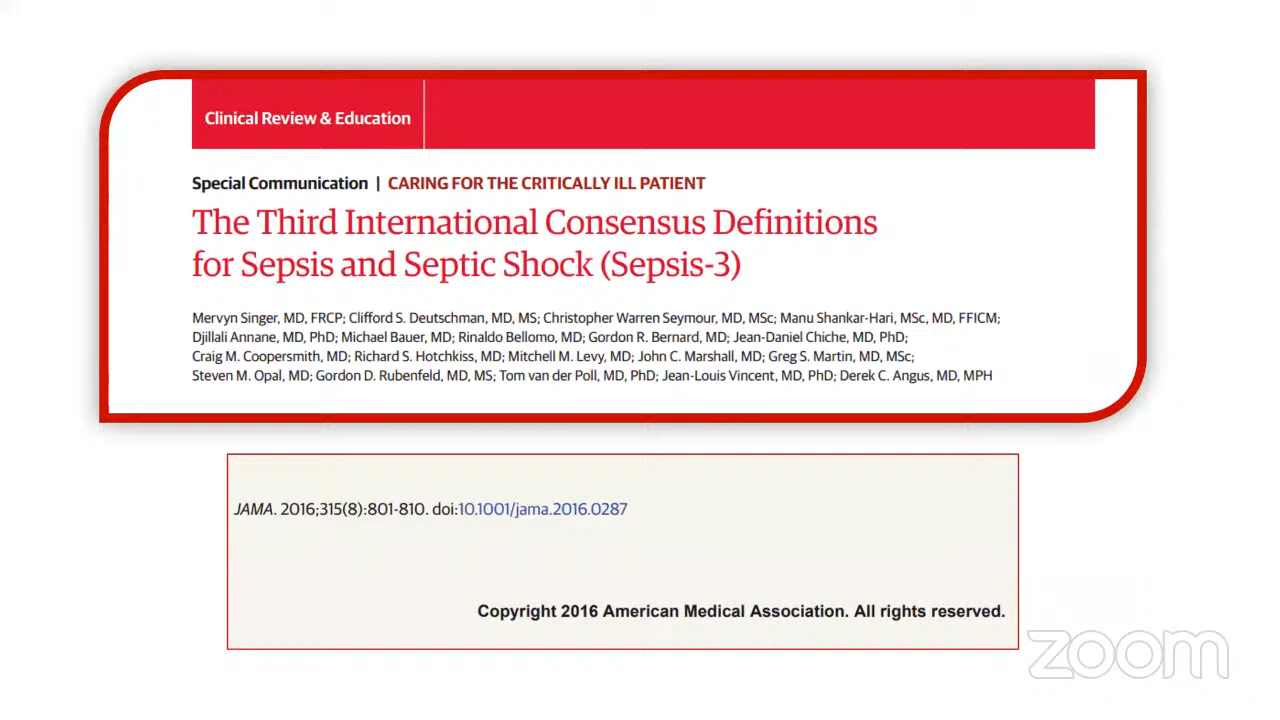 Clinical Review & Education
Special Communication | CARING FOR THE CRITICALLY ILL PATIENT
The Third International Consensus Definitions
for Sepsis and Septic Shock (Sepsis-3)
Mervyn Singer, MD, FRCP; Clifford S. Deutschman, MD, MS; Christopher Warren Seymour, MD, MSc; Manu Shankar-Hari, MSc, MD, FFICM;
Djillali Annane, MD, PhD; Michael Bauer, MD; Rinaldo Bellomo, MD; Gordon R. Bernard, MD; Jean-Daniel Chiche, MD, PhD;
Craig M. Coopersmith, MD; Richard S. Hotchkiss, MD; Mitchell M. Levy, MD; John C. Marshall, MD; Greg S. Martin, MD, MSc;
Steven M. Opal, MD; Gordon D. Rubenfeld, MD, MS; Tom van der Poll, MD, PhD; Jean-Louis Vincent, MD, PhD; Derek C. Angus, MD, MPH
JAMA. 2016;315(8):801-810. doi:10.1001/jama.2016.0287
Copyright 2016 American Medical Association. All rights reserved.
zoom